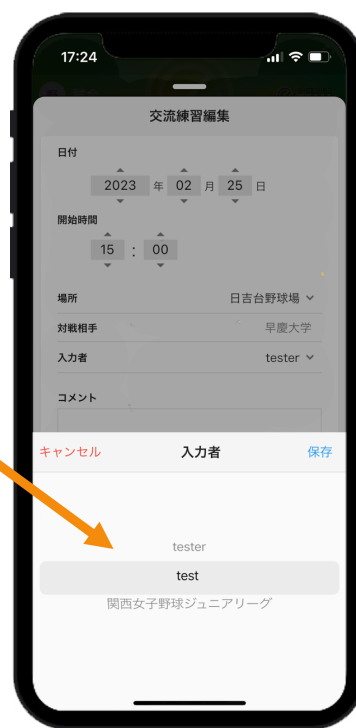 17:24
交流練習編集
日付
2023 年 02 月 25 日
開始時間
15 : 00
場所 日吉台野球場
対戦相手 早慶大学
入力者 tester
コメント
キャンセル 入力者 保存
tester
test
関西女子野球ジュニアリーグ